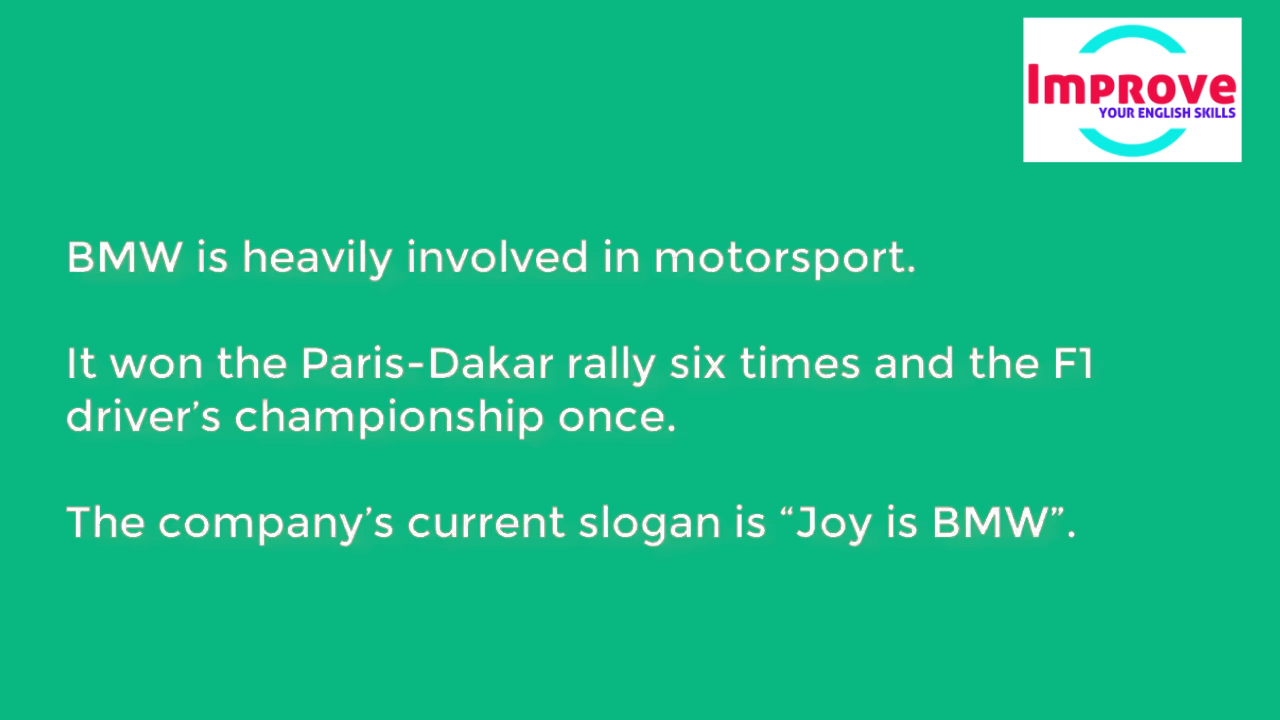 Improve
YOUR ENGLISH SKILLS
BMW is heavily involved in motorsport.
It won the Paris-Dakar rally six times and the F1
driver’s championship once.
The company’s current slogan is “Joy is BMW”.